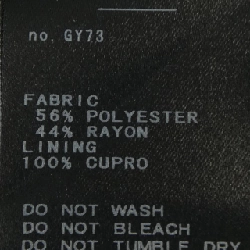 no. GY73
FABRIC
56% POLYESTER
44% RAYON
LINING
100% CUPRO
DO NOT WASH
DO NOT BLEACH
DO NOT TUMBLE DRY